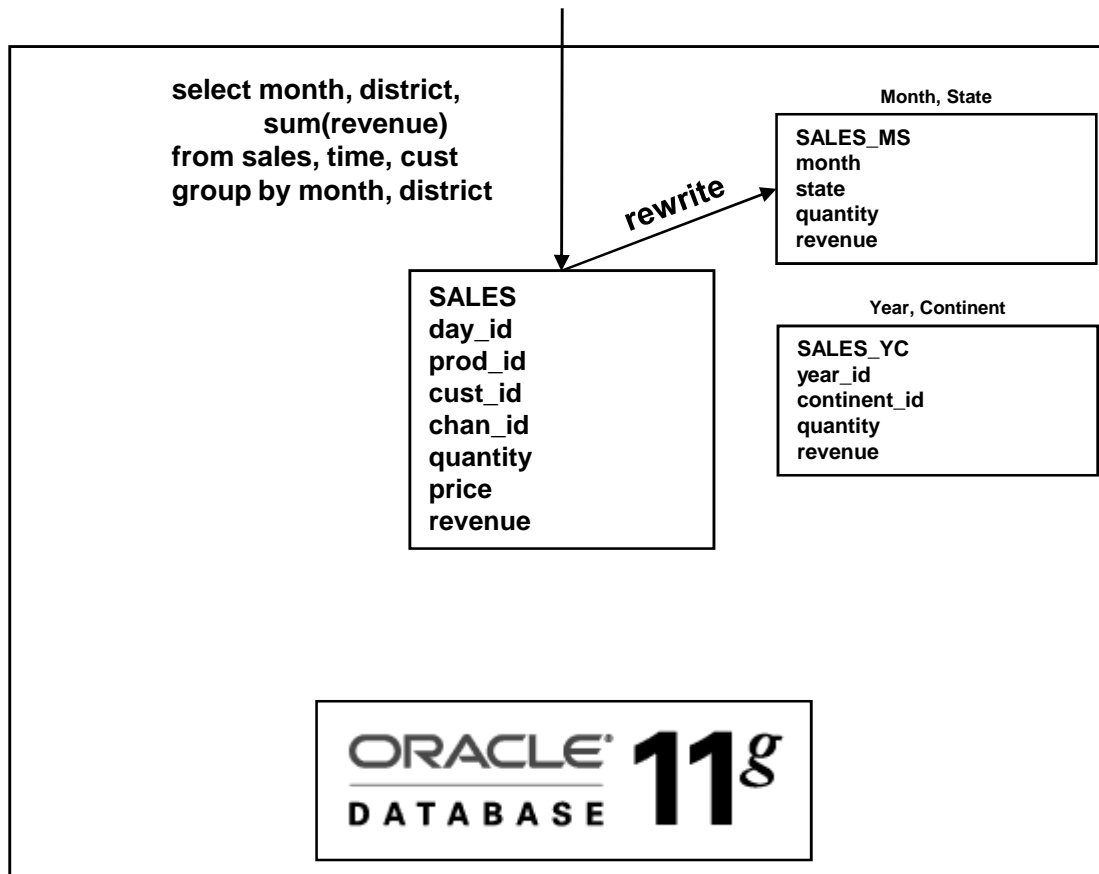 select month, district,
sum(revenue)
from sales, time, cust
group by month, district
rewrite
Month, State
SALES_MS
month
state
quantity
revenue
SALES
day_id
prod_id
cust_id
chan_id
quantity
price
revenue
Year, Continent
SALES_YC
year_id
continent_id
quantity
revenue
ORACLE 11g
DATABASE